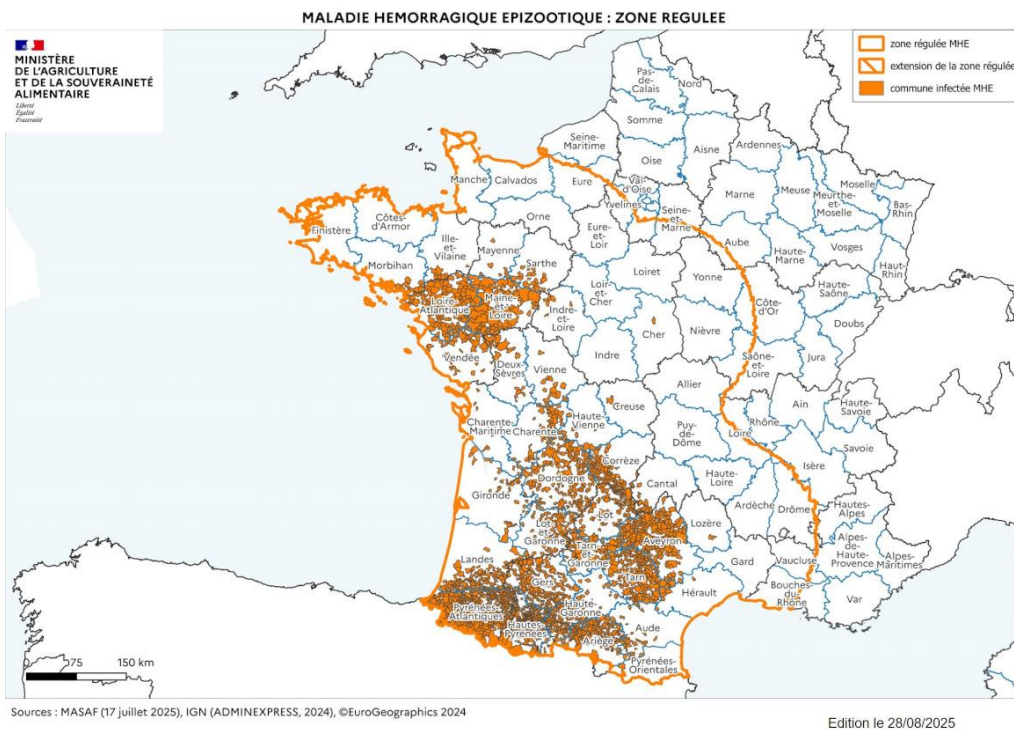 MALADIE HEMORRAGIQUE EPIZOOTIQUE : ZONE REGULEE
MINISTÈRE
DE L'AGRICULTURE
ET DE LA SOUVERAINETÉ
ALIMENTAIRE
Liberté
Égalité
Fraternité
zone régulée MHE
extension de la zone régulée
commune infectée MHE
Pas-
de-
Calais
Nord
Somme
Seine-
Maritime
Oise
Aisne
Ardennes
Manche
Calvados
Eure
Val-
d'Oise
Yvelines
Seine-
et-
Marne
Marne
Meuse
Meurthe-
et-
Moselle
Moselle
Bas-
Rhin
Finistère
Côtes-
d'Armor
Ille-
et-
Vilaine
Orne
Mayenne
Eure-
et-
Loir
Aube
Haute-
Marne
Vosges
Haut-
Rhin
Morbihan
Sarthe
Loiret
Yonne
Haute-
Saône
Loire-
Atlantique
Maine-
et-
Loire
Indre-
et-
Loire
Loir-
et-
Cher
Cher
Nièvre
Côte-
d'Or
Doubs
Vendée
Deux-
Sèvres
Vienne
Indre
Allier
Saône-
et-
Loire
Jura
Charente-
Maritime
Charente
Haute-
Vienne
Creuse
Puy-
de-
Dôme
Loire
Rhône
Ain
Haute-
Savoie
Savoie
Isère
Gironde
Dordogne
Corrèze
Cantal
Haute-
Loire
Ardèche
Drôme
Hautes-
Alpes
Landes
Lot-
et-
Garonne
Lot
Tarn-
et-
Garonne
Aveyron
Lozère
Gard
Vaucluse
Alpes-
de-
Haute-
Provence
Alpes-
Maritimes
Gers
Tarn
Hérault
Bouches-
du-
Rhône
Var
Pyrénées-
Atlantiques
Hautes-
Pyrénées
Haute-
Garonne
Ariège
Aude
Pyrénées-
Orientales
75
150 km
Sources : MASAF (17 juillet 2025), IGN (ADMINEXPRESS, 2024), ©EuroGeographics 2024
Edition le 28/08/2025